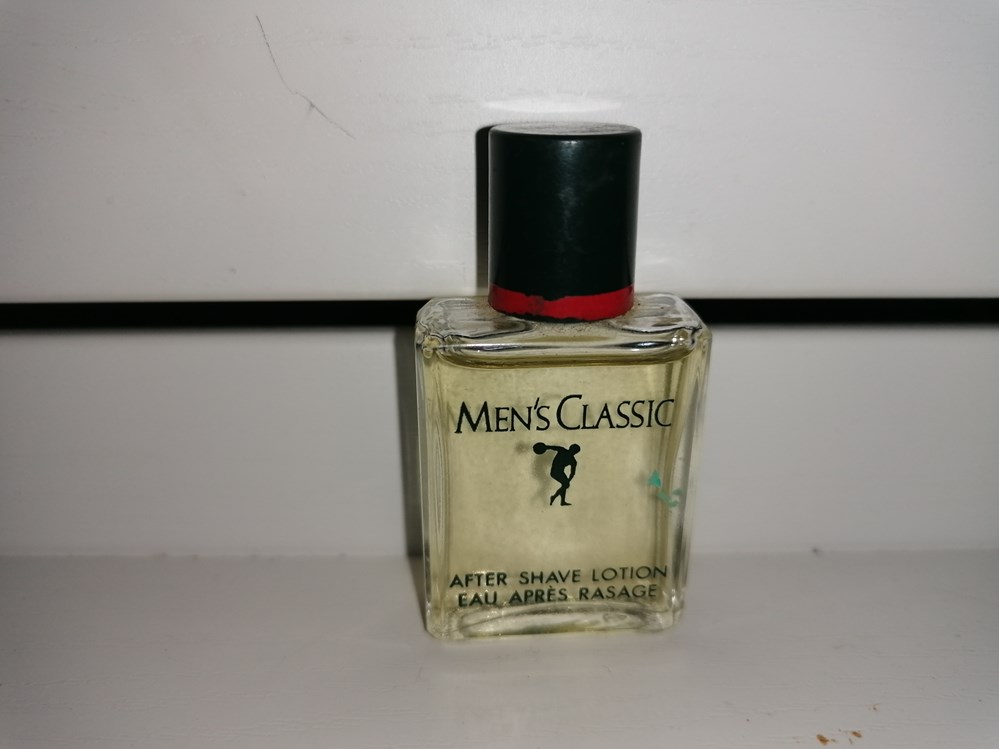 MEN'S CLASSIC
AFTER SHAVE LOTION
EAU APRÈS RASAGE